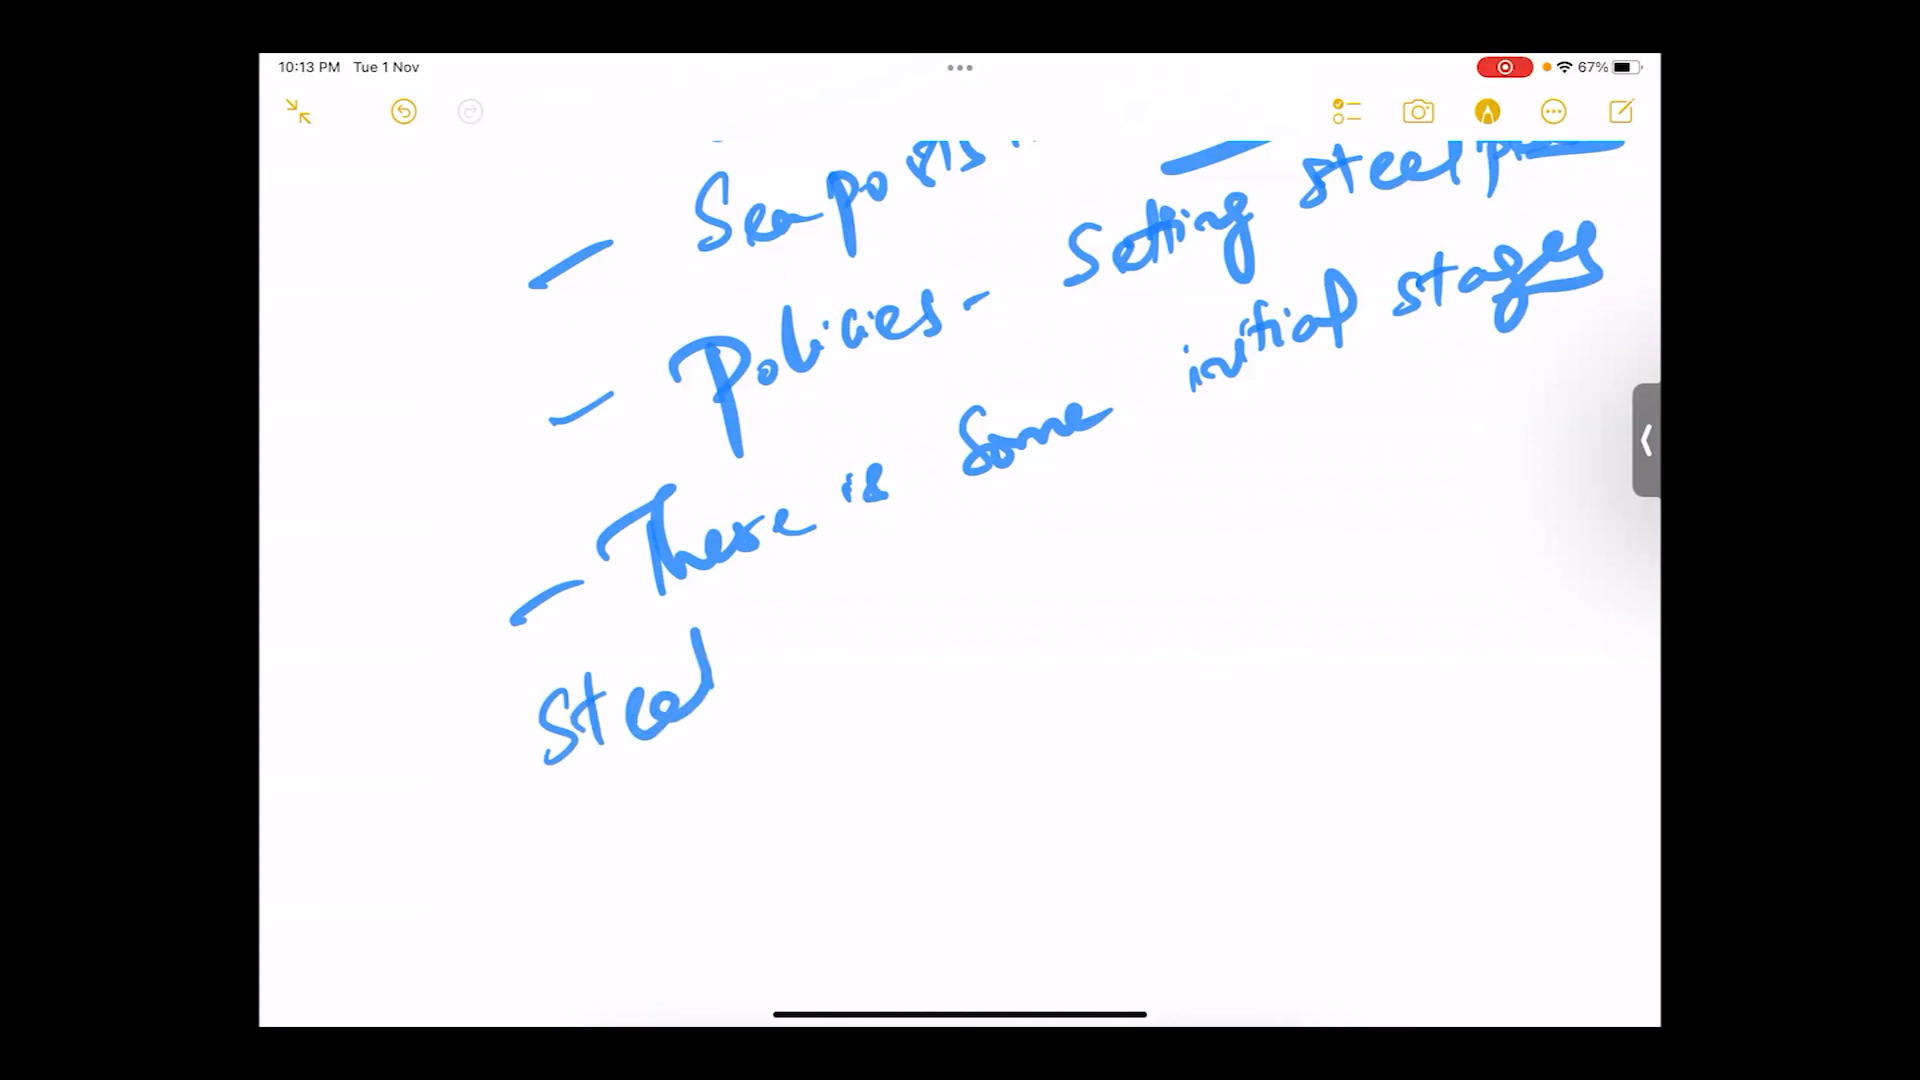 10:13 PM Tue 1 Nov
67%
- Seaports
- Policies - Setting steel
- There is some initial stages
steel